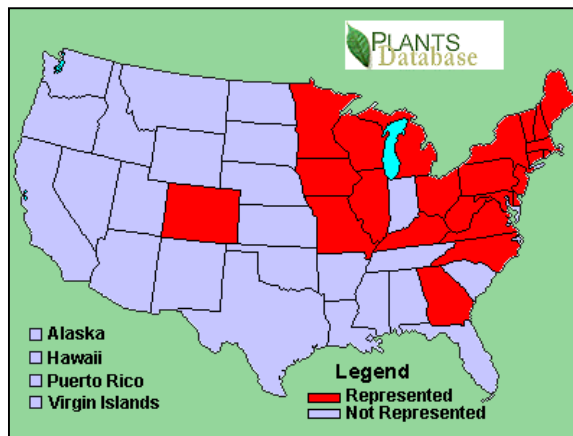 PLANTS
Database
Alaska
Hawaii
Puerto Rico
Virgin Islands
Legend
Represented
Not Represented